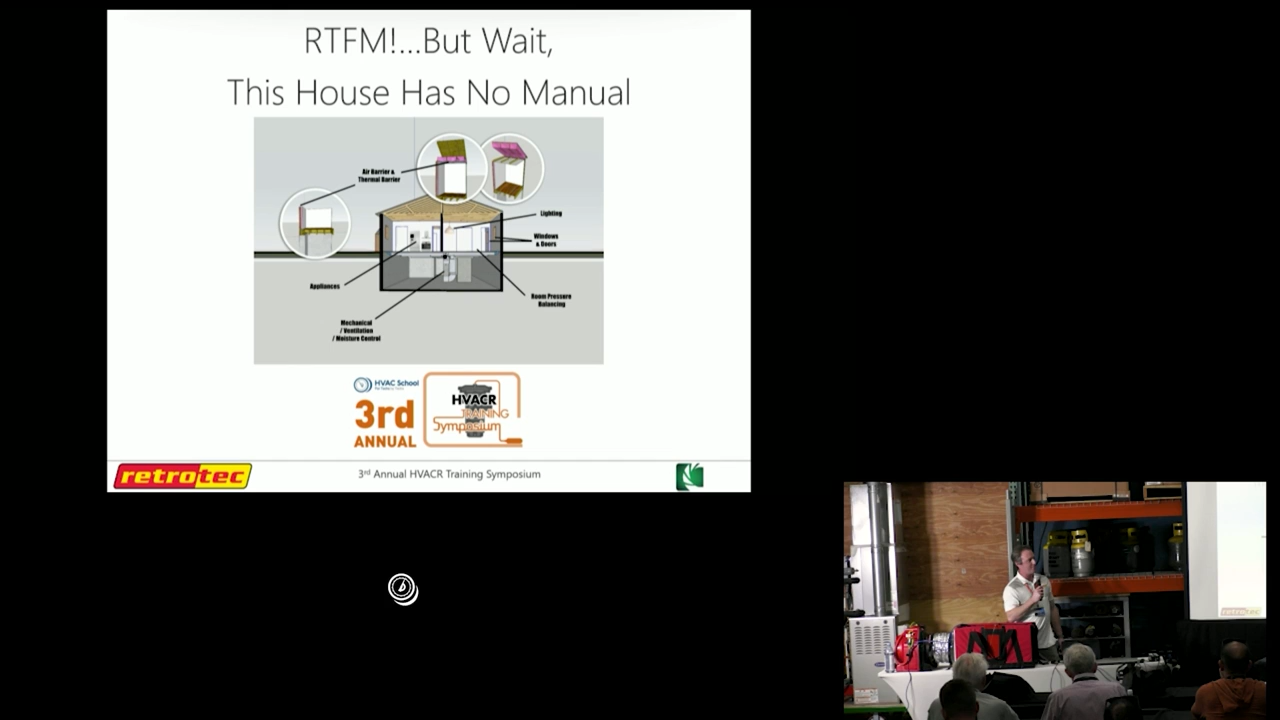 RTFM!...But Wait,
This House Has No Manual
Air Barrier &
Thermal Barrier
Lighting
Windows
& Doors
Appliances
Room Pressure
Balancing
Mechanical
/ Ventilation
/ Moisture Control
HVAC School
3rd
ANNUAL
HVACR
TRAINING
Symposium
retrotec
3rd Annual HVACR Training Symposium
retrotec